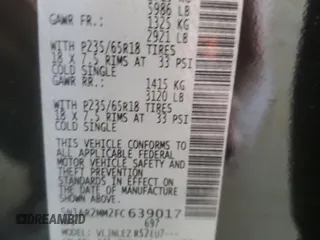 5986 LB
GAWR FR.: 1325 KG
2921 LB
WITH P235/65R18 TIRES
18 X 7.5 RIMS AT 33 PSI
COLD SINGLE
GAWR RR.: 1415 KG
3120 LB
WITH P235/65R18 TIRES
18 X 7.5 RIMS AT 33 PSI
COLD SINGLE
THIS VEHICLE CONFORMS TO
ALL APPLICABLE FEDERAL
MOTOR VEHICLE SAFETY,
THEFT PREVENTION
STANDARDS IN EFFECT ON
THE DATE OF MANUFACTURE
SHOWN ABOVE.
5N1AR2MM2FC639017
697
MODEL
DREAMBID